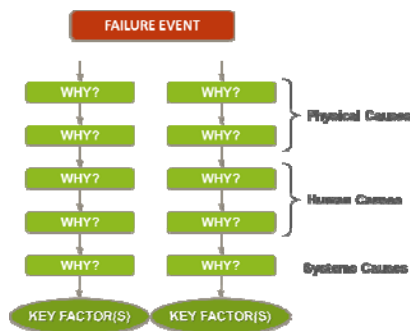 FAILURE EVENT
WHY? WHY?
Physical Causes
WHY? WHY?
WHY? WHY?
Human Causes
WHY? WHY?
WHY? WHY? Systems Causes
KEY FACTOR(S) KEY FACTOR(S)